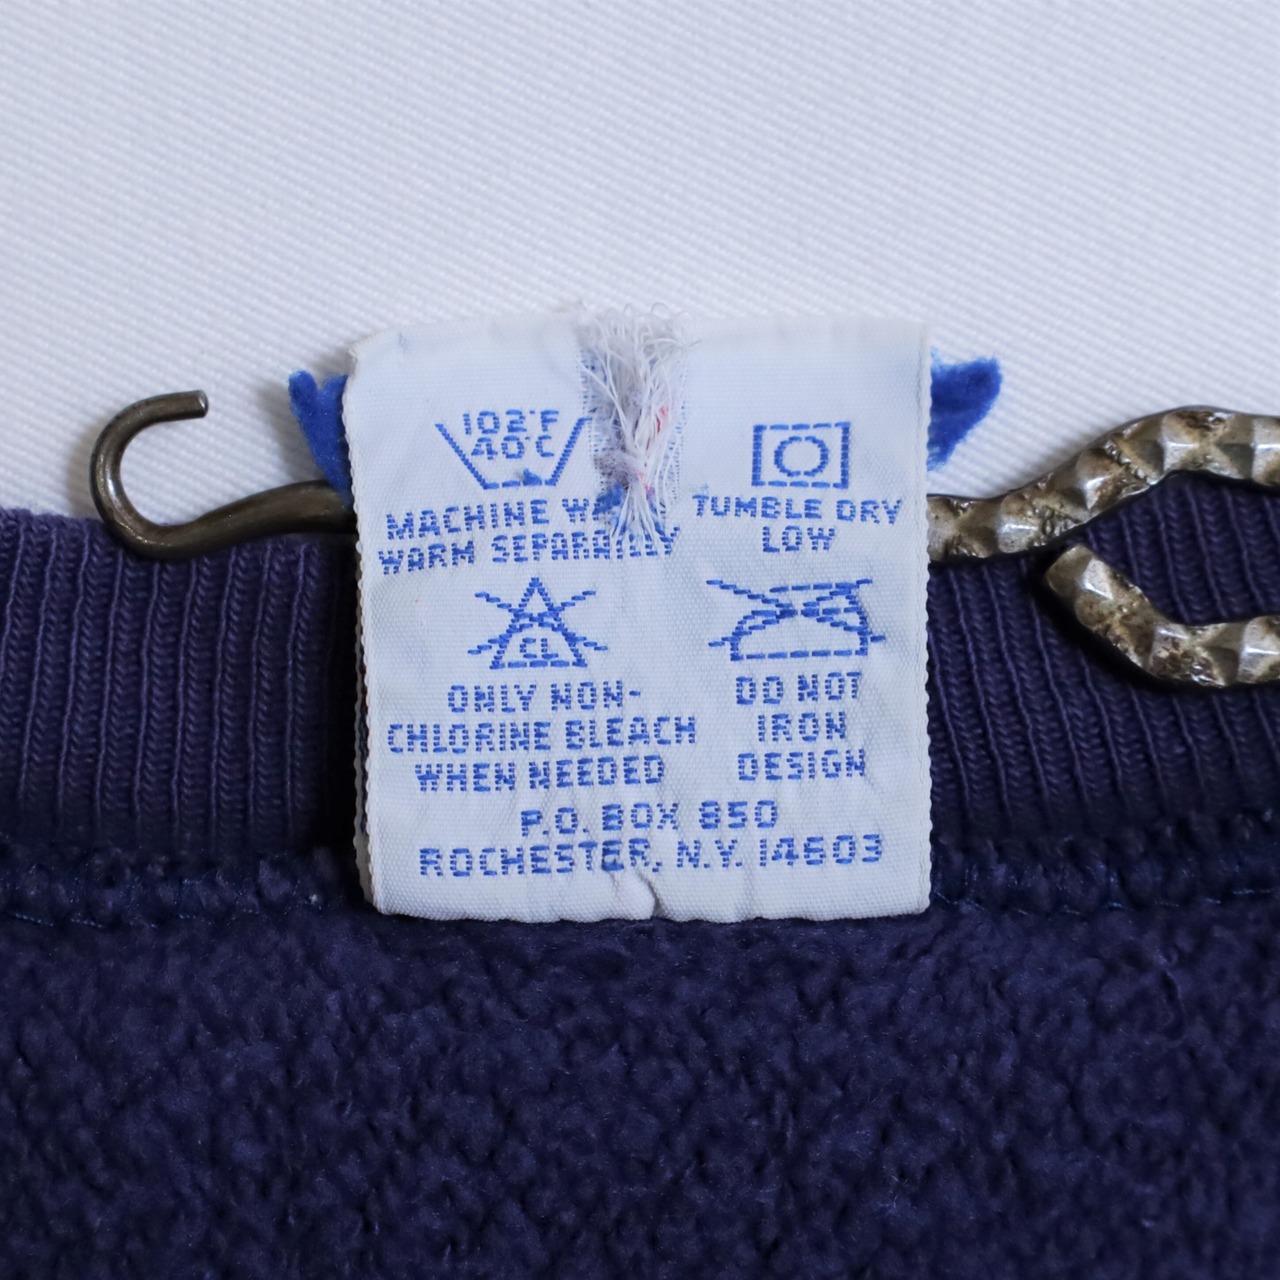 102°F
40°C
MACHINE
WARM SEPARATELY
TUMBLE DRY
LOW
CL
ONLY NON-
CHLORINE BLEACH
WHEN NEEDED
DO NOT
IRON
DESIGN
P.O. BOX 850
ROCHESTER, N.Y. 14603